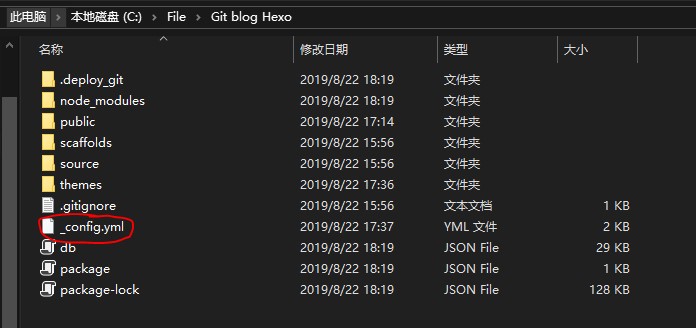 此电脑 > 本地磁盘 (C:) > File > Git blog Hexo
名称 修改日期 类型 大小
.deploy_git 2019/8/22 18:19 文件夹
node_modules 2019/8/22 18:19 文件夹
public 2019/8/22 17:14 文件夹
scaffolds 2019/8/22 15:56 文件夹
source 2019/8/22 15:56 文件夹
themes 2019/8/22 17:36 文件夹
.gitignore 2019/8/22 15:56 文本文档 1 KB
_config.yml 2019/8/22 17:37 YML 文件 2 KB
db 2019/8/22 18:19 JSON File 29 KB
package 2019/8/22 18:19 JSON File 1 KB
package-lock 2019/8/22 18:19 JSON File 128 KB